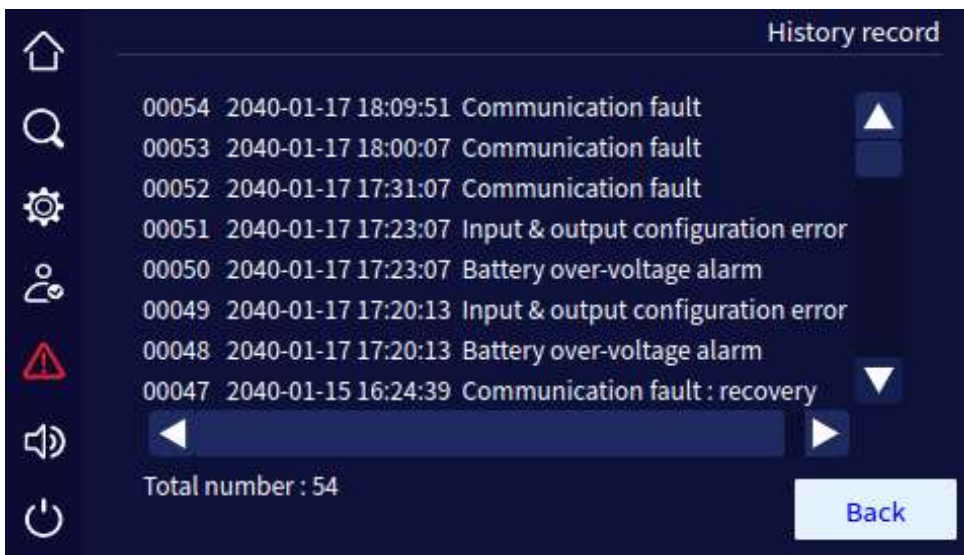 History record
00054 2040-01-17 18:09:51 Communication fault
00053 2040-01-17 18:00:07 Communication fault
00052 2040-01-17 17:31:07 Communication fault
00051 2040-01-17 17:23:07 Input & output configuration error
00050 2040-01-17 17:23:07 Battery over-voltage alarm
00049 2040-01-17 17:20:13 Input & output configuration error
00048 2040-01-17 17:20:13 Battery over-voltage alarm
00047 2040-01-15 16:24:39 Communication fault : recovery
Total number : 54
Back